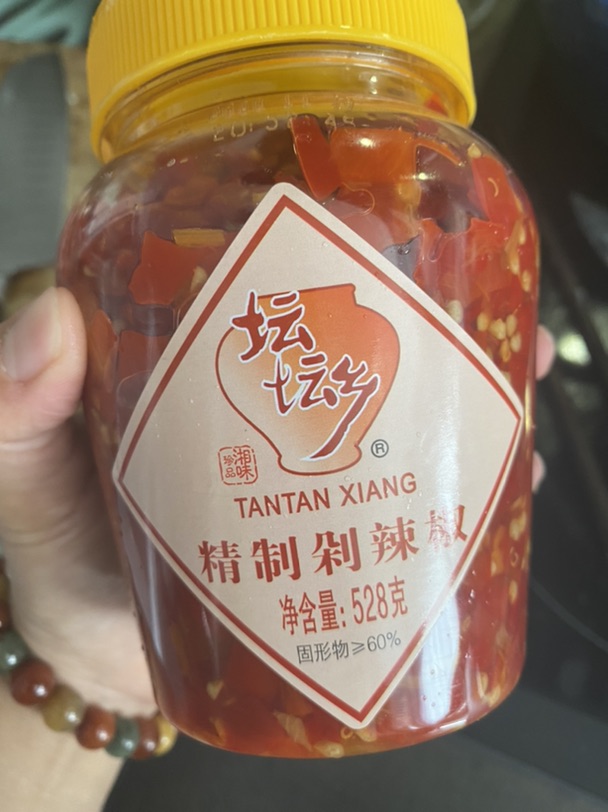 坛坛乡
®
湘味珍品
TANTAN XIANG
精制剁辣椒
净含量: 528克
固形物≥60%